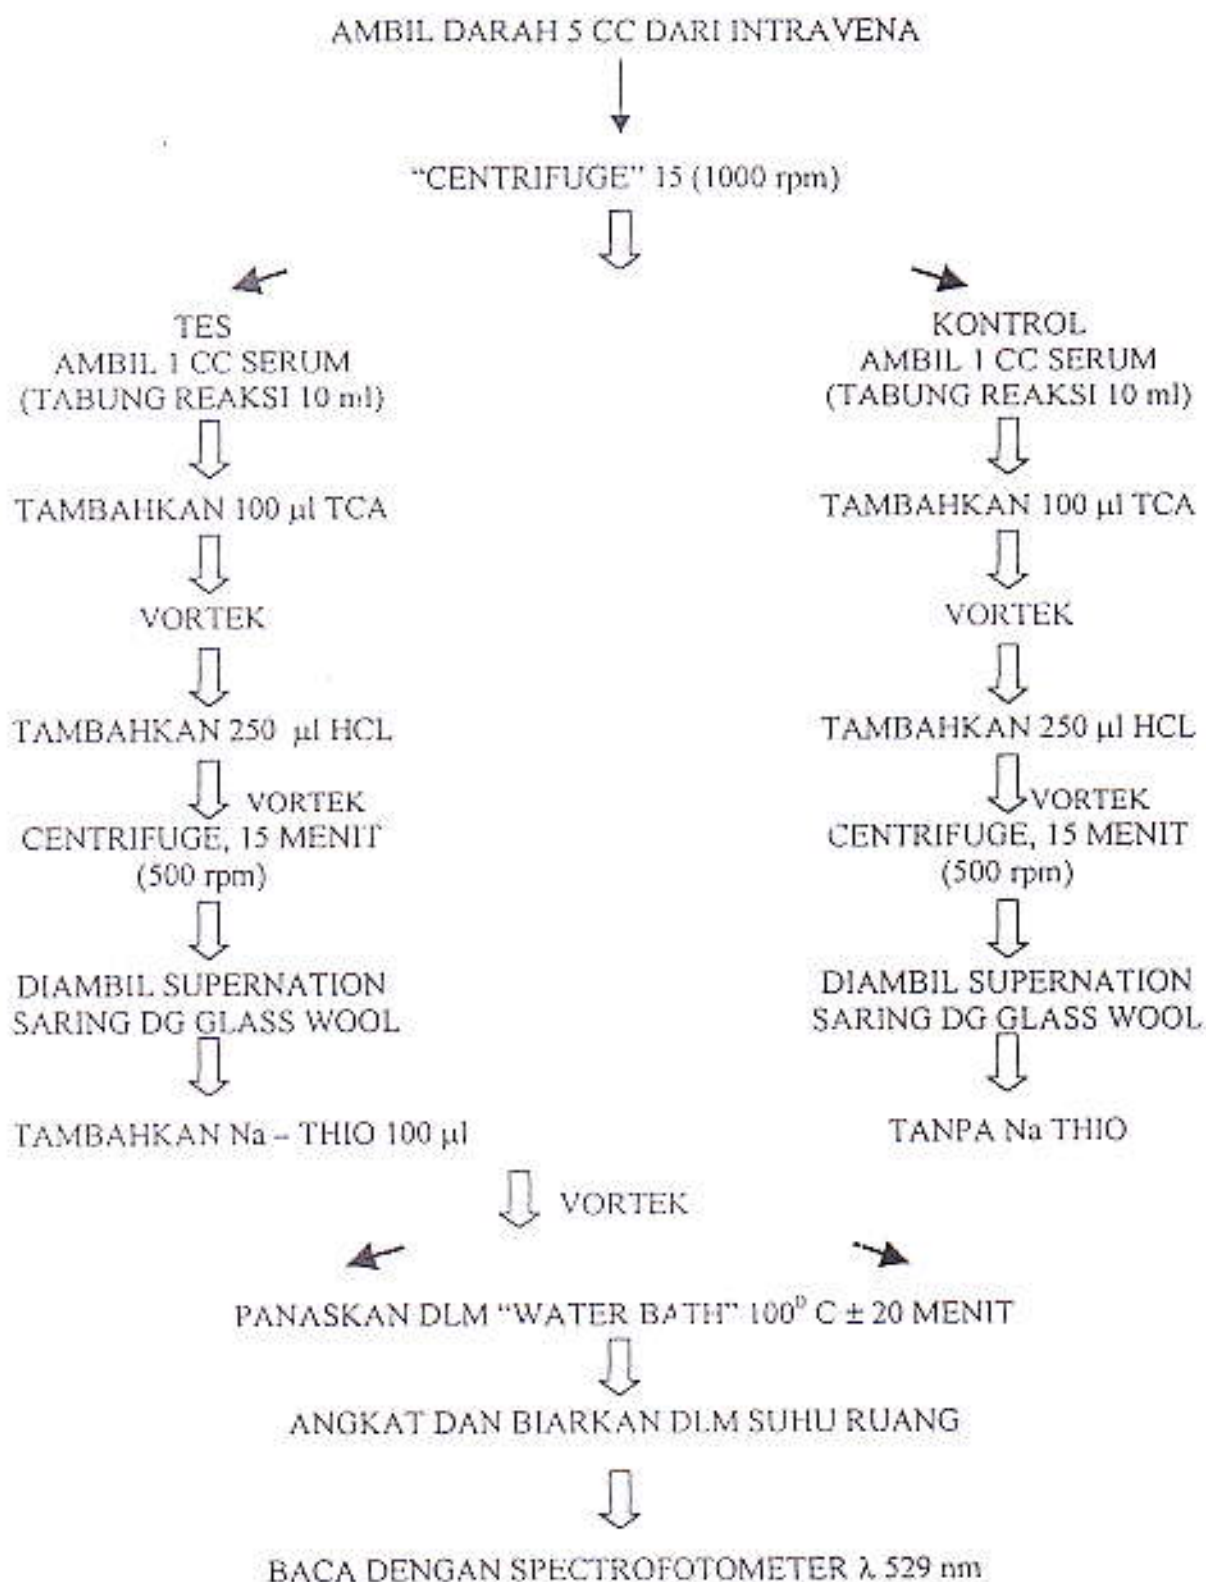 AMBIL DARAH 5 CC DARI INTRAVENA
“CENTRIFUGE” 15 (1000 rpm)
TES
AMBIL 1 CC SERUM
(TABUNG REAKSI 10 ml)
TAMBAHKAN 100 µl TCA
VORTEK
TAMBAHKAN 250 µl HCL
VORTEK
CENTRIFUGE, 15 MENIT
(500 rpm)
DIAMBIL SUPERNATION
SARING DG GLASS WOOL
TAMBAHKAN Na – THIO 100 µl
KONTROL
AMBIL 1 CC SERUM
(TABUNG REAKSI 10 ml)
TAMBAHKAN 100 µl TCA
VORTEK
TAMBAHKAN 250 µl HCL
VORTEK
CENTRIFUGE, 15 MENIT
(500 rpm)
DIAMBIL SUPERNATION
SARING DG GLASS WOOL
TANPA Na THIO
VORTEK
PANASKAN DLM “WATER BATH” 100⁰ C ± 20 MENIT
ANGKAT DAN BIARKAN DLM SUHU RUANG
BACA DENGAN SPECTROFOTOMETER λ 529 nm